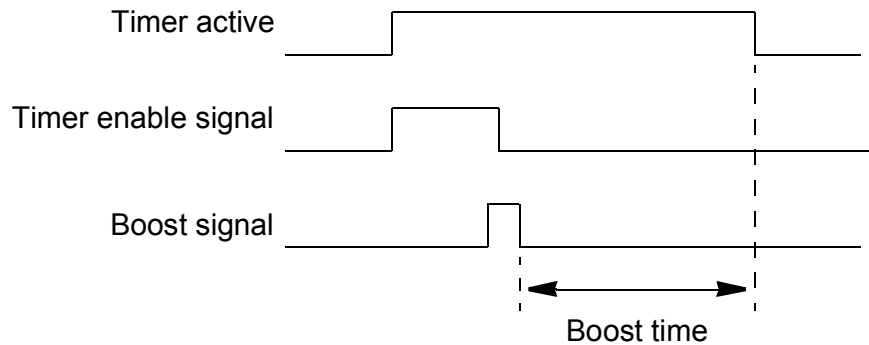 Timer active
Timer enable signal
Boost signal
Boost time